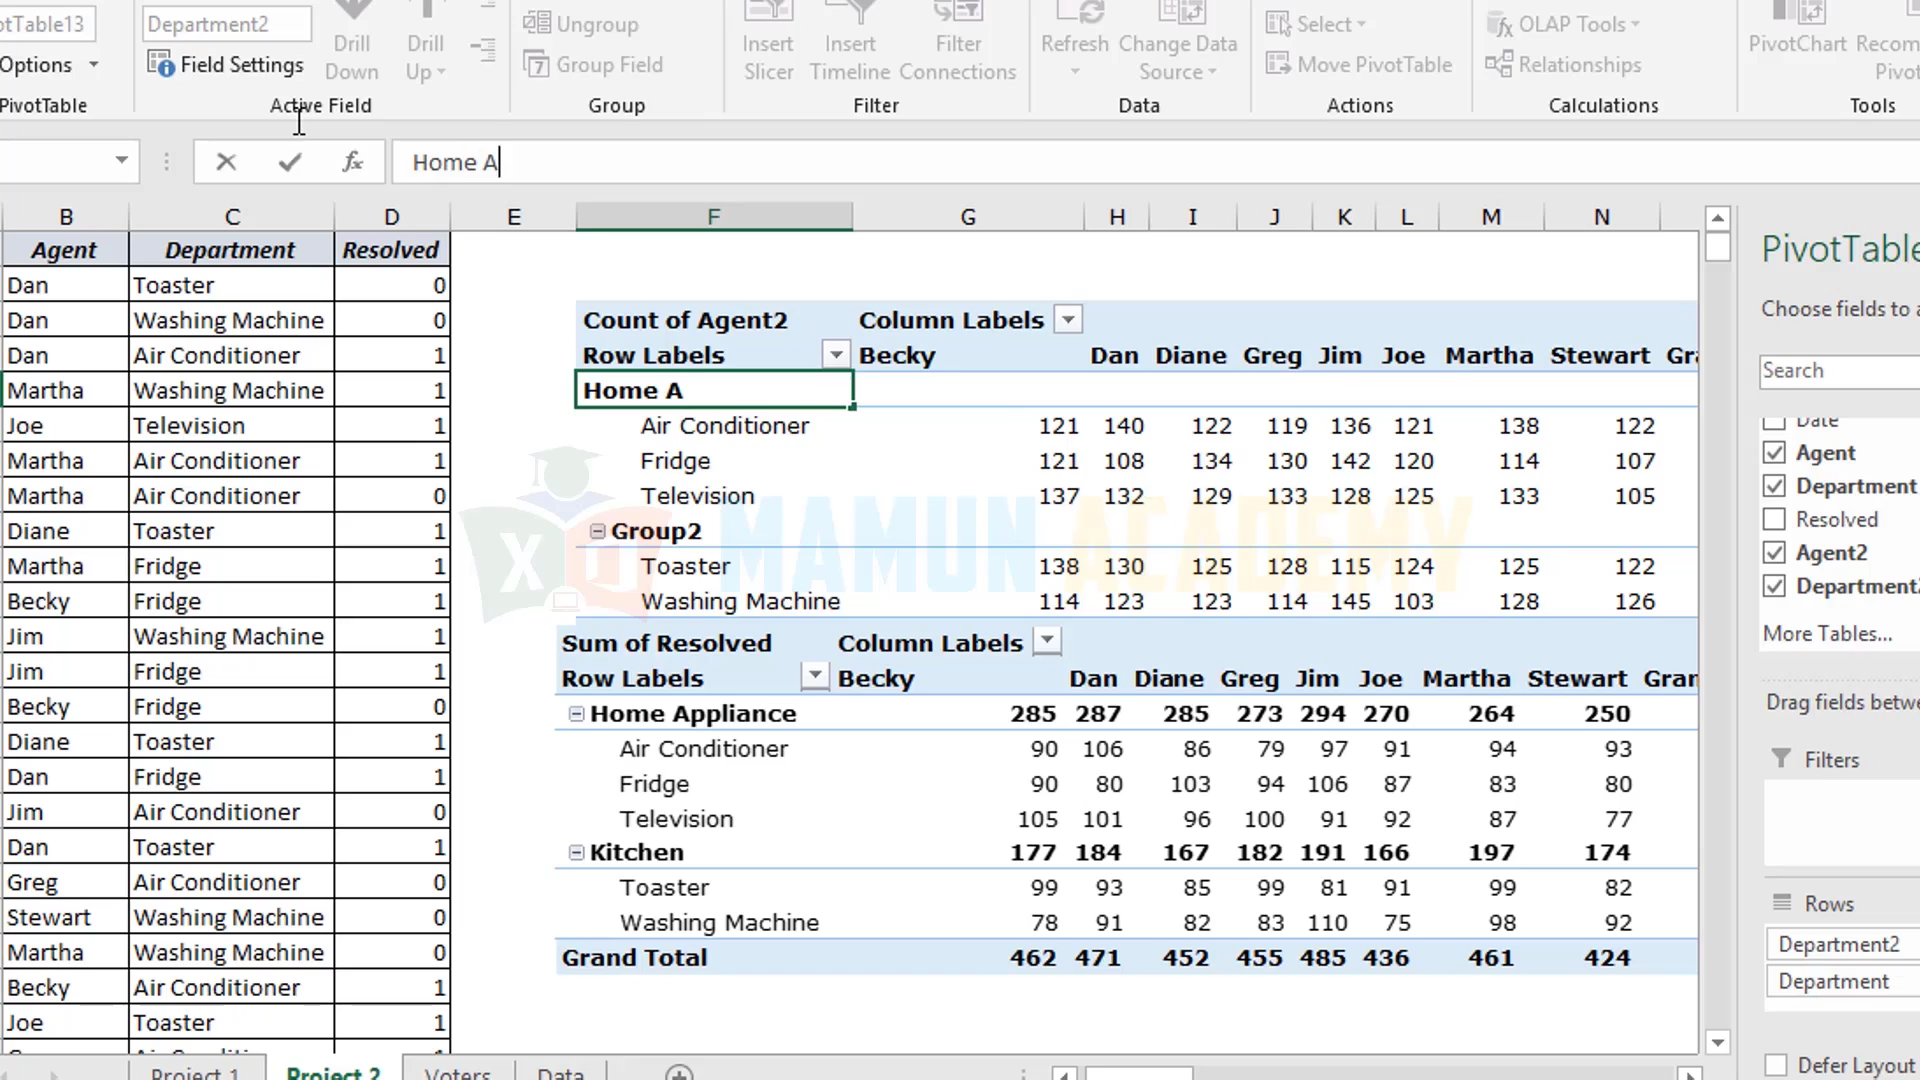 otTable13 Department2 Ungroup Select OLAP Tools
Options Field Settings Drill Down Drill Up Group Field Insert Slicer Insert Timeline Filter Connections Refresh Change Data Source Move PivotTable Relationships PivotChart Recom
Pivot
PivotTable Active Field Group Filter Data Actions Calculations Tools
fx Home A
B C D E F G H I J K L M N
Agent Department Resolved
Dan Toaster 0
Dan Washing Machine 0
Dan Air Conditioner 1
Martha Washing Machine 1
Joe Television 1
Martha Air Conditioner 1
Martha Air Conditioner 0
Diane Toaster 1
Martha Fridge 1
Becky Fridge 1
Jim Washing Machine 1
Jim Fridge 1
Becky Fridge 0
Diane Toaster 1
Dan Fridge 1
Jim Air Conditioner 0
Dan Toaster 1
Greg Air Conditioner 0
Stewart Washing Machine 0
Martha Washing Machine 0
Becky Air Conditioner 1
Joe Toaster 1
Count of Agent2 Column Labels
Row Labels Becky Dan Diane Greg Jim Joe Martha Stewart Gra
Home A
Air Conditioner 121 140 122 119 136 121 138 122
Fridge 121 108 134 130 142 120 114 107
Television 137 132 129 133 128 125 133 105
Group2
Toaster 138 130 125 128 115 124 125 122
Washing Machine 114 123 123 114 145 103 128 126
MAMUN ACADEMY
Sum of Resolved Column Labels
Row Labels Becky Dan Diane Greg Jim Joe Martha Stewart Gran
Home Appliance 285 287 285 273 294 270 264 250
Air Conditioner 90 106 86 79 97 91 94 93
Fridge 90 80 103 94 106 87 83 80
Television 105 101 96 100 91 92 87 77
Kitchen 177 184 167 182 191 166 197 174
Toaster 99 93 85 99 81 91 99 82
Washing Machine 78 91 82 83 110 75 98 92
Grand Total 462 471 452 455 485 436 461 424
PivotTable
Choose fields to a
Search
Date
Agent
Department
Resolved
Agent2
Department2
More Tables...
Drag fields betwe
Filters
Rows
Department2
Department
Defer Layout
Project 1 Project 2 Voters Data